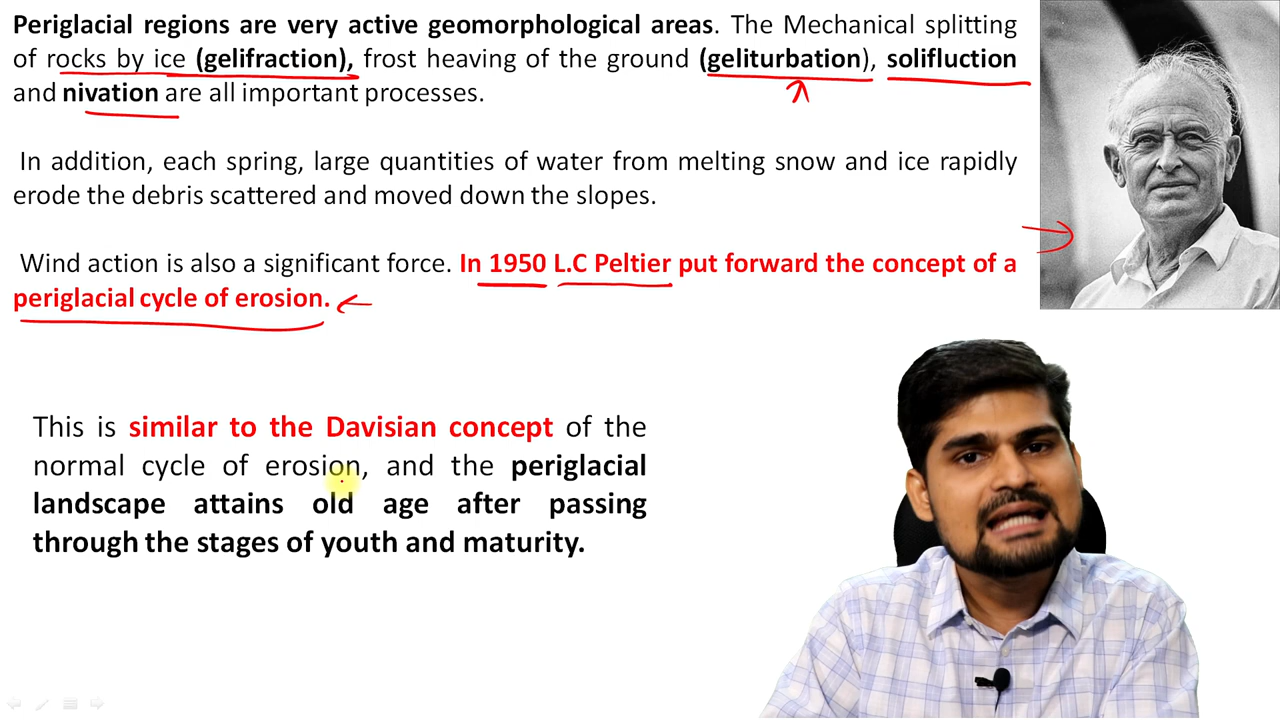 Periglacial regions are very active geomorphological areas. The Mechanical splitting
of rocks by ice (gelifraction), frost heaving of the ground (geliturbation), solifluction
and nivation are all important processes.
In addition, each spring, large quantities of water from melting snow and ice rapidly
erode the debris scattered and moved down the slopes.
Wind action is also a significant force. In 1950 L.C Peltier put forward the concept of a
periglacial cycle of erosion.
This is similar to the Davisian concept of the
normal cycle of erosion, and the periglacial
landscape attains old age after passing
through the stages of youth and maturity.